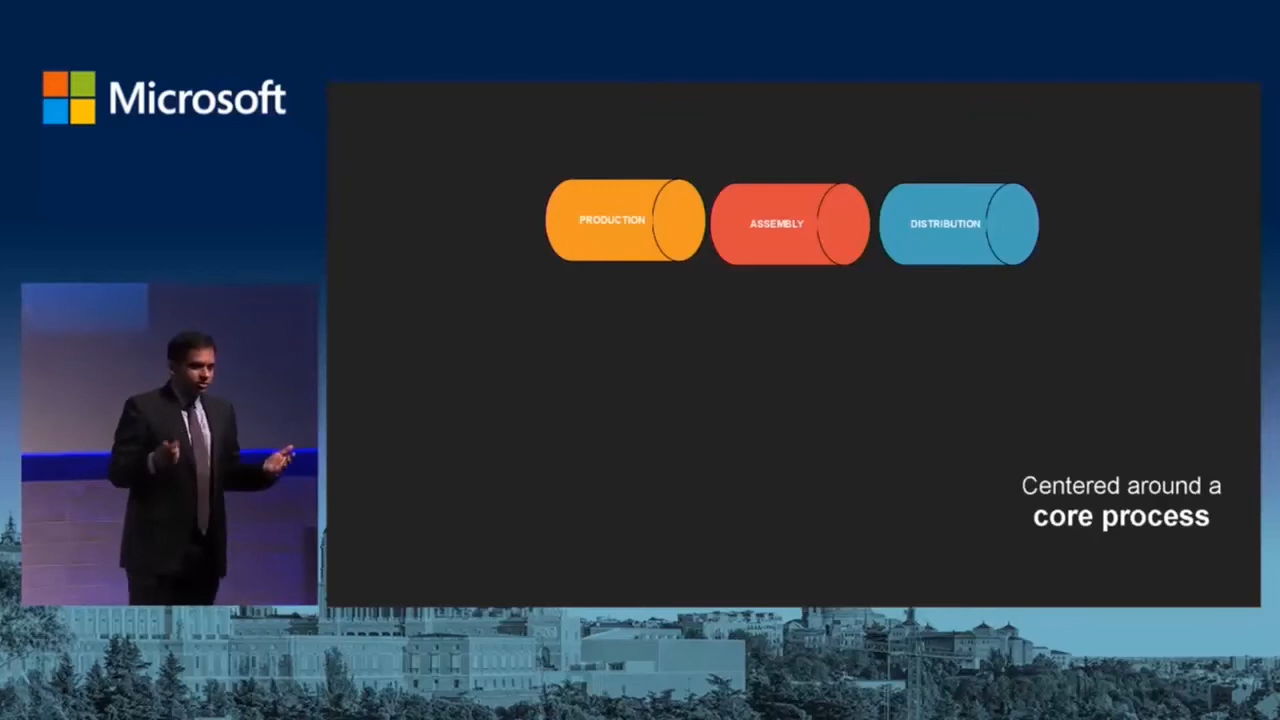 Microsoft
PRODUCTION
ASSEMBLY
DISTRIBUTION
Centered around a
core process